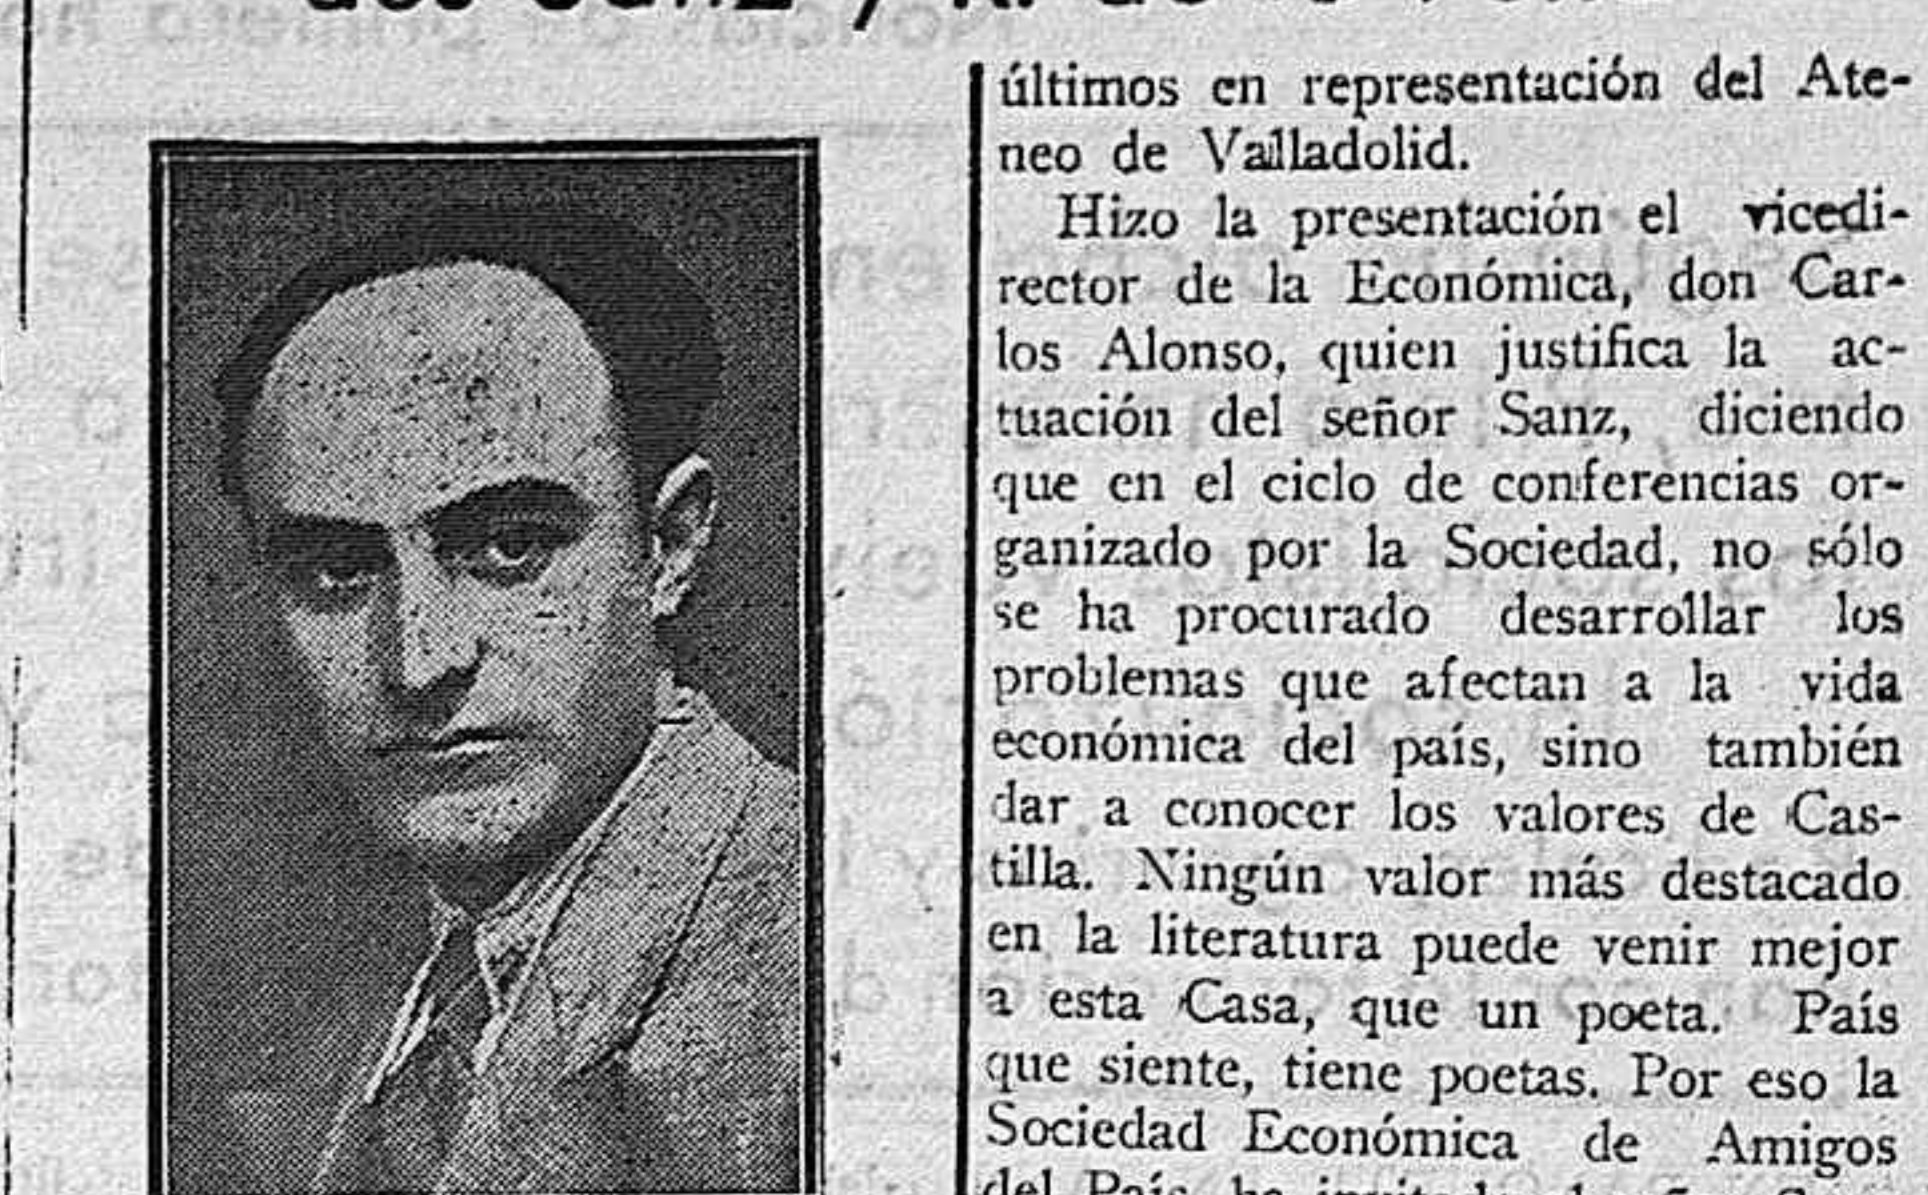 últimos en representación del Ate-
neo de Valladolid.
Hizo la presentación el vicedi-
rector de la Económica, don Car-
los Alonso, quien justifica la ac-
tuación del señor Sanz, diciendo
que en el ciclo de conferencias or-
ganizado por la Sociedad, no sólo
se ha procurado desarrollar los
problemas que afectan a la vida
económica del país, sino también
dar a conocer los valores de Cas-
tilla. Ningún valor más destacado
en la literatura puede venir mejor
a esta Casa, que un poeta. País
que siente, tiene poetas. Por eso la
Sociedad Económica de Amigos
del País ha